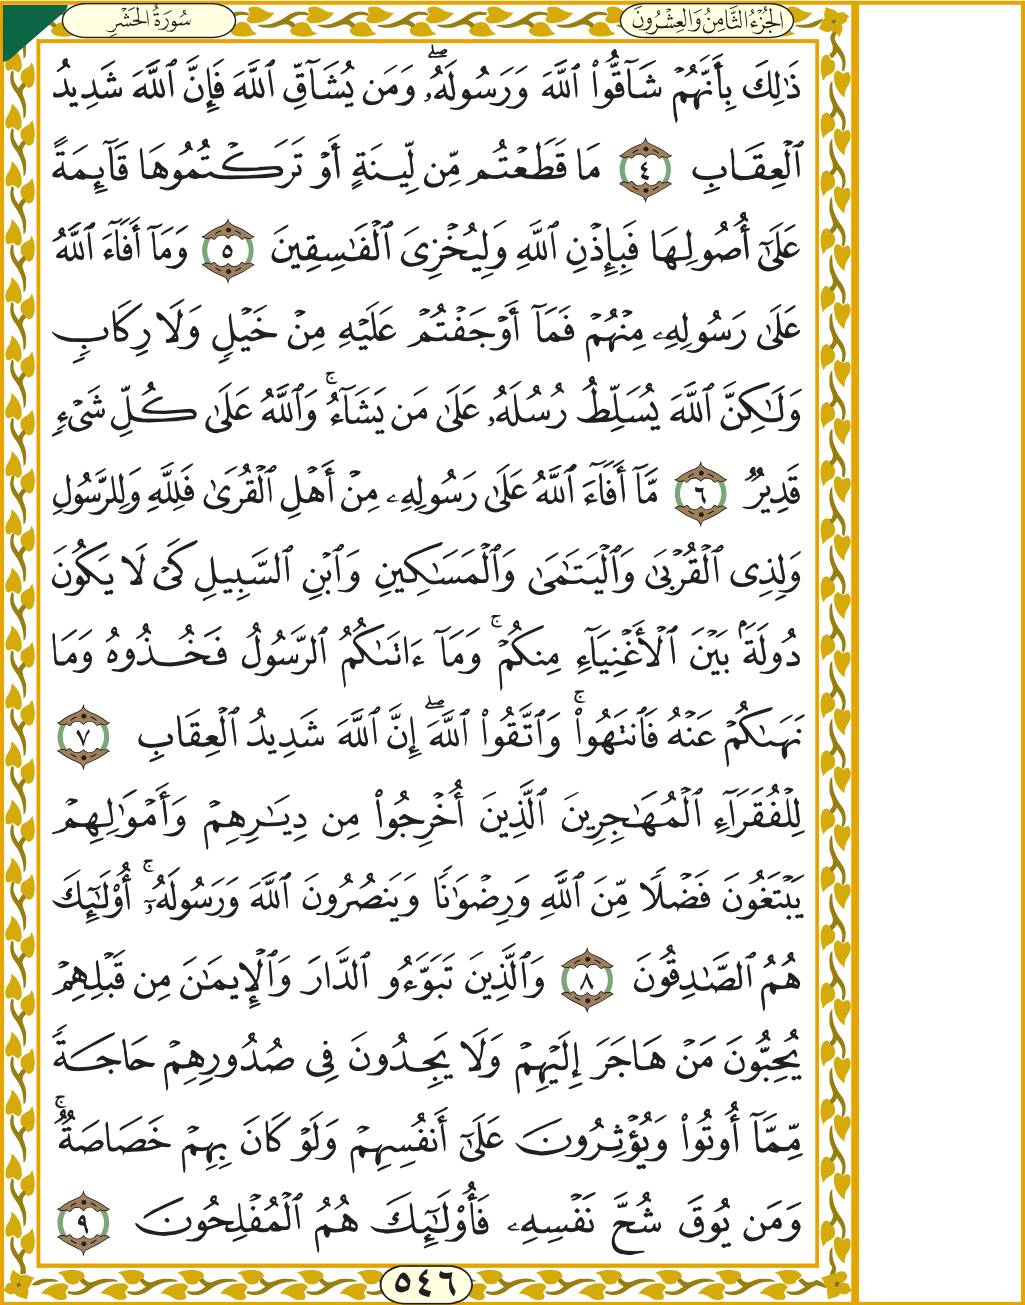 الجُزْءُ الثَّامِنُ وَالعِشْرُونَ
سُورَةُ الحَشْرِ
ذَٰلِكَ بِأَنَّهُمْ شَآقُّوا۟ ٱللَّهَ وَرَسُولَهُۥ ۖ وَمَن يُشَآقِّ ٱللَّهَ فَإِنَّ ٱللَّهَ شَدِيدُ
ٱلْعِقَابِ ٤ مَا قَطَعْتُم مِّن لِّينَةٍ أَوْ تَرَكْتُمُوهَا قَآئِمَةً
عَلَىٰٓ أُصُولِهَا فَبِإِذْنِ ٱللَّهِ وَلِيُخْزِىَ ٱلْفَٰسِقِينَ ٥ وَمَآ أَفَآءَ ٱللَّهُ
عَلَىٰ رَسُولِهِۦ مِنْهُمْ فَمَآ أَوْجَفْتُمْ عَلَيْهِ مِنْ خَيْلٍ وَلَا رِكَابٍ
وَلَٰكِنَّ ٱللَّهَ يُسَلِّطُ رُسُلَهُۥ عَلَىٰ مَن يَشَآءُ ۚ وَٱللَّهُ عَلَىٰ كُلِّ شَىْءٍ
قَدِيرٌ ٦ مَّآ أَفَآءَ ٱللَّهُ عَلَىٰ رَسُولِهِۦ مِنْ أَهْلِ ٱلْقُرَىٰ فَلِلَّهِ وَلِلرَّسُولِ
وَلِذِى ٱلْقُرْبَىٰ وَٱلْيَتَٰمَىٰ وَٱلْمَسَٰكِينِ وَٱبْنِ ٱلسَّبِيلِ كَىْ لَا يَكُونَ
دُولَةًۢ بَيْنَ ٱلْأَغْنِيَآءِ مِنكُمْ ۚ وَمَآ ءَاتَىٰكُمُ ٱلرَّسُولُ فَخُذُوهُ وَمَا
نَهَىٰكُمْ عَنْهُ فَٱنتَهُوا۟ ۚ وَٱتَّقُوا۟ ٱللَّهَ ۖ إِنَّ ٱللَّهَ شَدِيدُ ٱلْعِقَابِ ٧
لِلْفُقَرَآءِ ٱلْمُهَٰجِرِينَ ٱلَّذِينَ أُخْرِجُوا۟ مِن دِيَٰرِهِمْ وَأَمْوَٰلِهِمْ
يَبْتَغُونَ فَضْلًا مِّنَ ٱللَّهِ وَرِضْوَٰنًا وَيَنصُرُونَ ٱللَّهَ وَرَسُولَهُۥٓ ۚ أُو۟لَٰٓئِكَ
هُمُ ٱلصَّٰدِقُونَ ٨ وَٱلَّذِينَ تَبَوَّءُو ٱلدَّارَ وَٱلْإِيمَٰنَ مِن قَبْلِهِمْ
يُحِبُّونَ مَنْ هَاجَرَ إِلَيْهِمْ وَلَا يَجِدُونَ فِى صُدُورِهِمْ حَاجَةً
مِّمَّآ أُوتُوا۟ وَيُؤْثِرُونَ عَلَىٰٓ أَنفُسِهِمْ وَلَوْ كَانَ بِهِمْ خَصَاصَةٌ ۚ
وَمَن يُوقَ شُحَّ نَفْسِهِۦ فَأُو۟لَٰٓئِكَ هُمُ ٱلْمُفْلِحُونَ ٩
٥٤٦